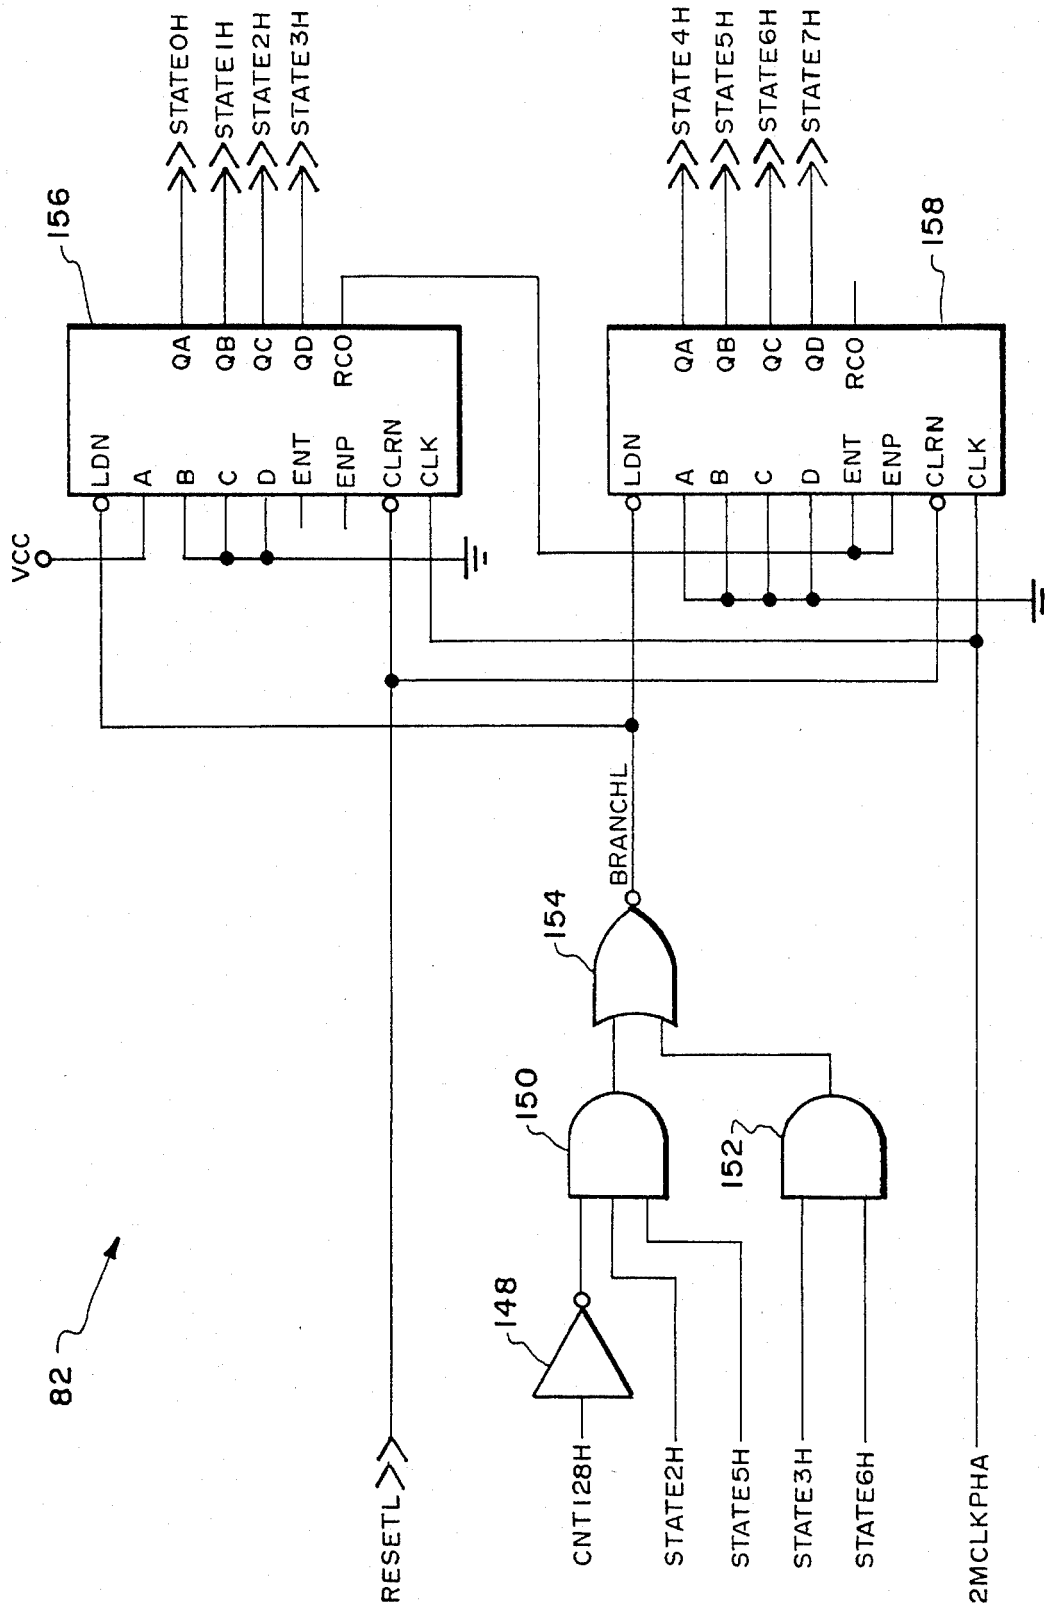 82
RESETL
CNT128H
STATE2H
STATE5H
STATE3H
STATE6H
2MCLKPHA
148
150
152
154
BRANCHL
VCC
156
LDN
A
B
C
D
ENT
ENP
CLRN
CLK
QA
QB
QC
QD
RCO
STATE0H
STATE1H
STATE2H
STATE3H
158
LDN
A
B
C
D
ENT
ENP
CLRN
CLK
QA
QB
QC
QD
RCO
STATE4H
STATE5H
STATE6H
STATE7H